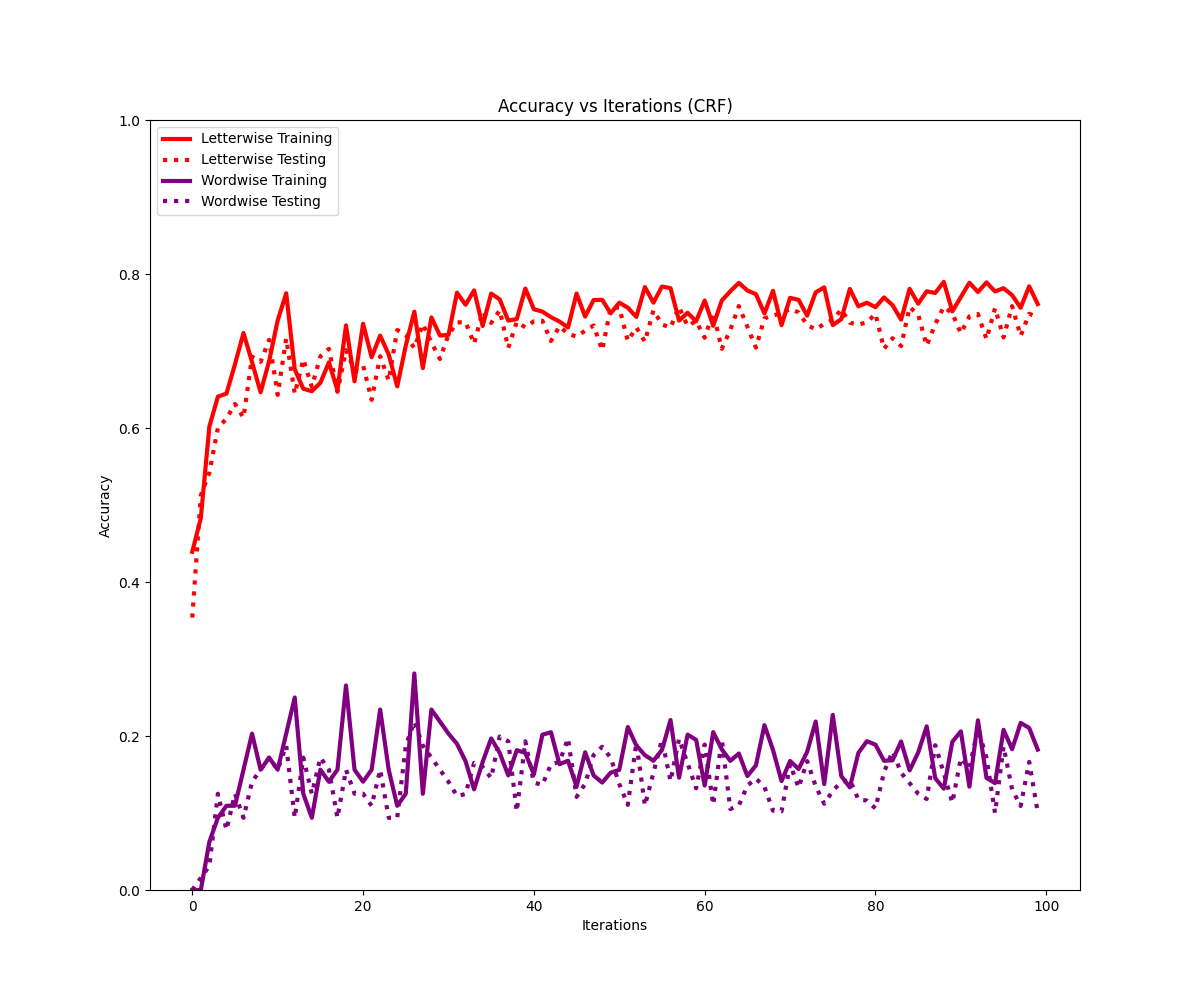 Accuracy vs Iterations (CRF)
Letterwise Training
Letterwise Testing
Wordwise Training
Wordwise Testing
Accuracy
1.0
0.8
0.6
0.4
0.2
0.0
0 20 40 60 80 100
Iterations